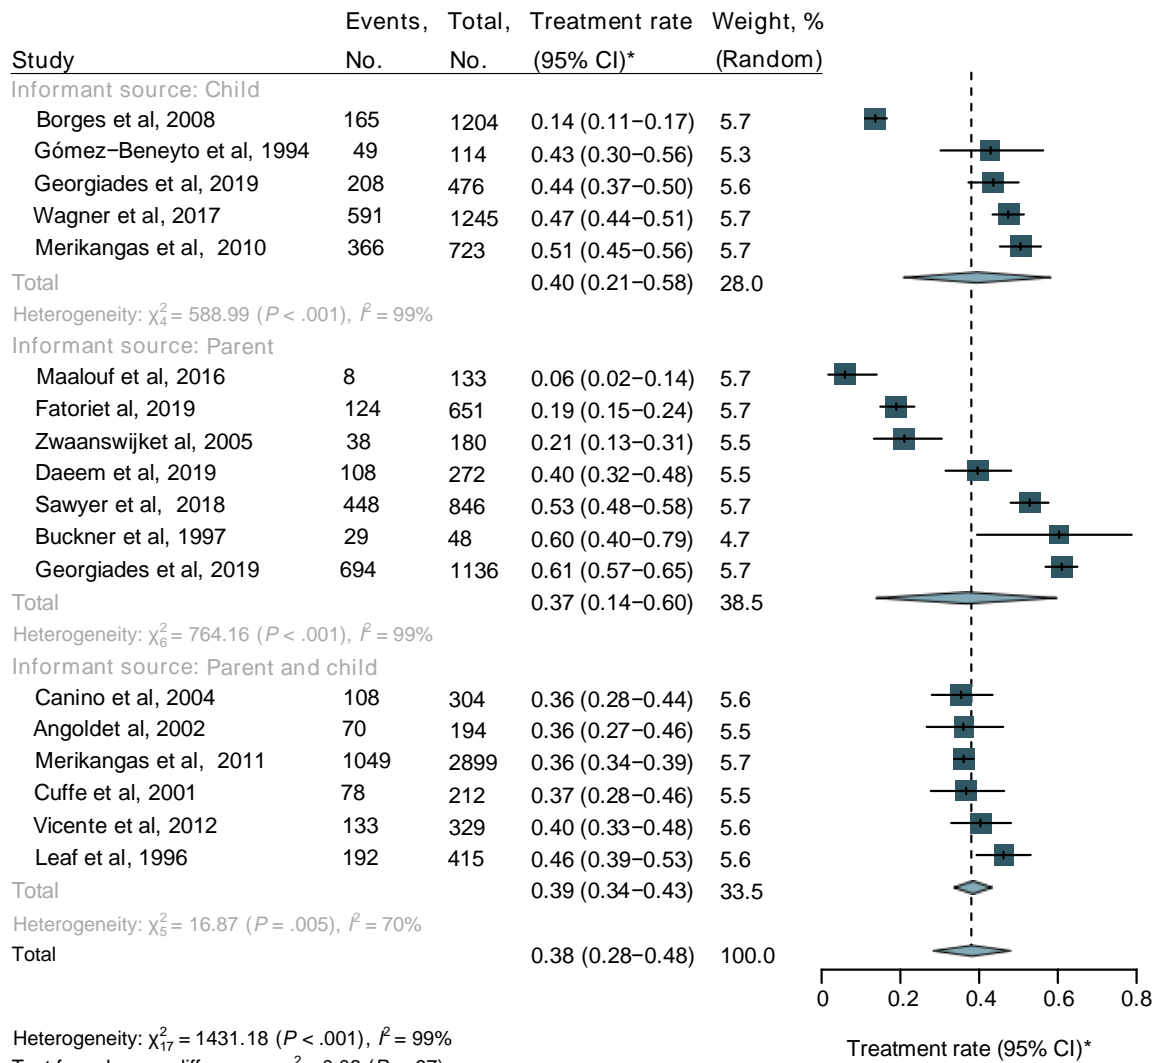 Events, Total, Treatment rate Weight, %
Study No. No. (95% CI)* (Random)
Informant source: Child
Borges et al, 2008 165 1204 0.14 (0.11−0.17) 5.7
Gómez−Beneyto et al, 1994 49 114 0.43 (0.30−0.56) 5.3
Georgiades et al, 2019 208 476 0.44 (0.37−0.50) 5.6
Wagner et al, 2017 591 1245 0.47 (0.44−0.51) 5.7
Merikangas et al, 2010 366 723 0.51 (0.45−0.56) 5.7
Total 0.40 (0.21−0.58) 28.0
Heterogeneity: χ²₄ = 588.99 (P < .001), I² = 99%
Informant source: Parent
Maalouf et al, 2016 8 133 0.06 (0.02−0.14) 5.7
Fatoriet al, 2019 124 651 0.19 (0.15−0.24) 5.7
Zwaanswijket al, 2005 38 180 0.21 (0.13−0.31) 5.5
Daeem et al, 2019 108 272 0.40 (0.32−0.48) 5.5
Sawyer et al, 2018 448 846 0.53 (0.48−0.58) 5.7
Buckner et al, 1997 29 48 0.60 (0.40−0.79) 4.7
Georgiades et al, 2019 694 1136 0.61 (0.57−0.65) 5.7
Total 0.37 (0.14−0.60) 38.5
Heterogeneity: χ²₆ = 764.16 (P < .001), I² = 99%
Informant source: Parent and child
Canino et al, 2004 108 304 0.36 (0.28−0.44) 5.6
Angoldet al, 2002 70 194 0.36 (0.27−0.46) 5.5
Merikangas et al, 2011 1049 2899 0.36 (0.34−0.39) 5.7
Cuffe et al, 2001 78 212 0.37 (0.28−0.46) 5.5
Vicente et al, 2012 133 329 0.40 (0.33−0.48) 5.6
Leaf et al, 1996 192 415 0.46 (0.39−0.53) 5.6
Total 0.39 (0.34−0.43) 33.5
Heterogeneity: χ²₅ = 16.87 (P = .005), I² = 70%
Total 0.38 (0.28−0.48) 100.0
0 0.2 0.4 0.6 0.8
Heterogeneity: χ²₁₇ = 1431.18 (P < .001), I² = 99%
Treatment rate (95% CI)*